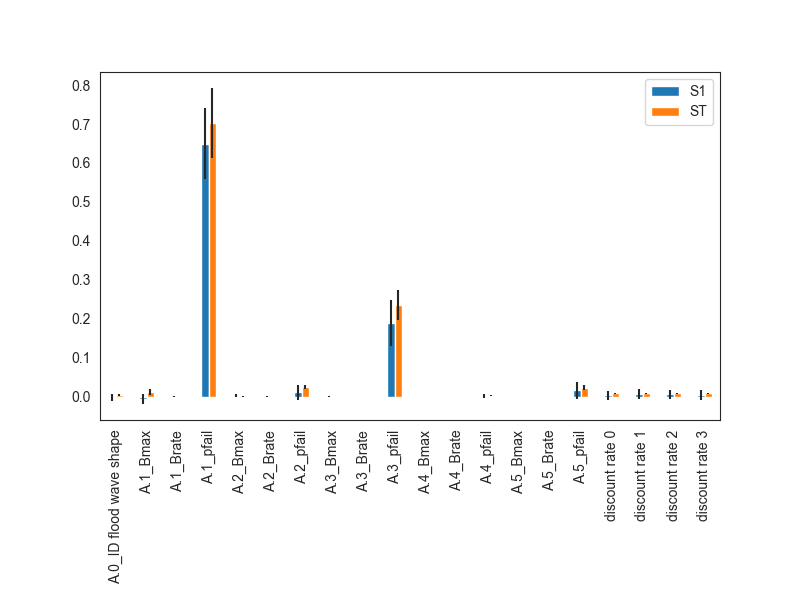 S1
ST
0.8
0.7
0.6
0.5
0.4
0.3
0.2
0.1
0.0
A.0_ID flood wave shape
A.1_Bmax
A.1_Brate
A.1_pfail
A.2_Bmax
A.2_Brate
A.2_pfail
A.3_Bmax
A.3_Brate
A.3_pfail
A.4_Bmax
A.4_Brate
A.4_pfail
A.5_Bmax
A.5_Brate
A.5_pfail
discount rate 0
discount rate 1
discount rate 2
discount rate 3